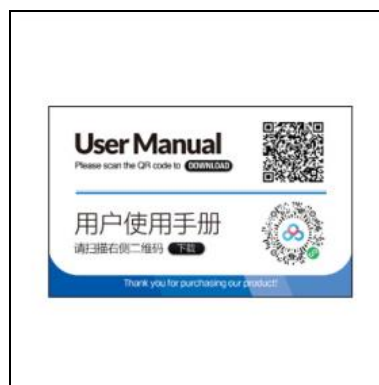 User Manual
Please scan the QR code to DOWNLOAD
用户使用手册
请扫描右侧二维码 下载
Thank you for purchasing our product!